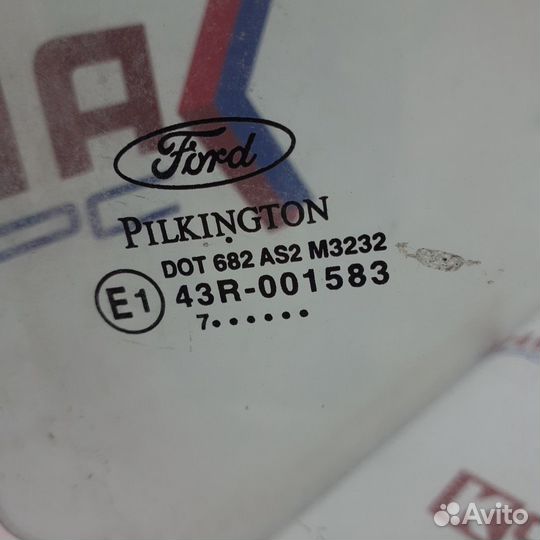 Ford
PILKINGTON
DOT 682 AS2 M3232
E1 43R-001583
7••••••
Avito